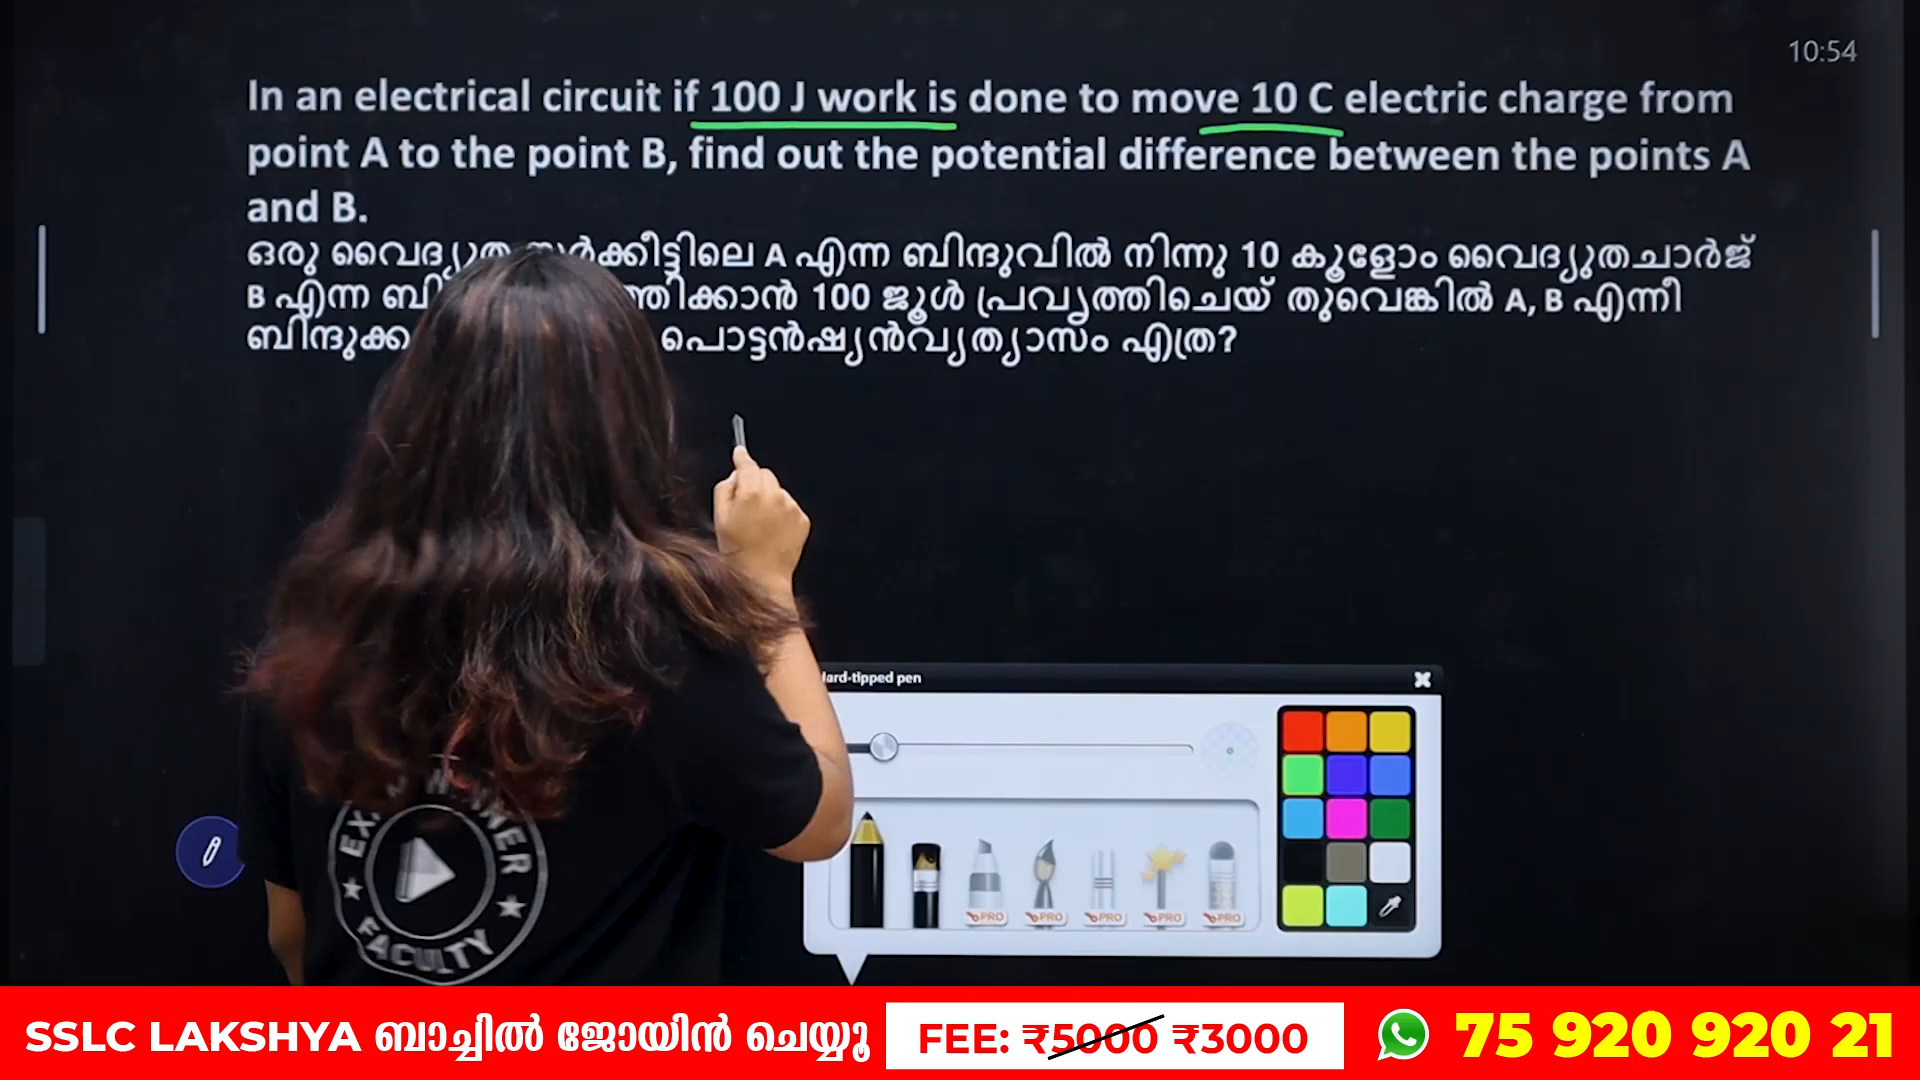 10:54
In an electrical circuit if 100 J work is done to move 10 C electric charge from
point A to the point B, find out the potential difference between the points A
and B.
ഒരു വൈദ്യുത സർക്കീട്ടിലെ A എന്ന ബിന്ദുവിൽ നിന്നു 10 കൂളോം വൈദ്യുതചാർജ്
B എന്ന 100 ജൂൾ പ്രവൃത്തിചെയ് തുവെങ്കിൽ A, B എന്നീ
പൊട്ടൻഷ്യൻവ്യത്യാസം എത്ര?
Hard-tipped pen
PRO PRO PRO PRO PRO
FACULTY
SSLC LAKSHYA ബാച്ചിൽ ജോയിൻ ചെയ്യൂ
FEE: ₹5000 ₹3000
75 920 920 21